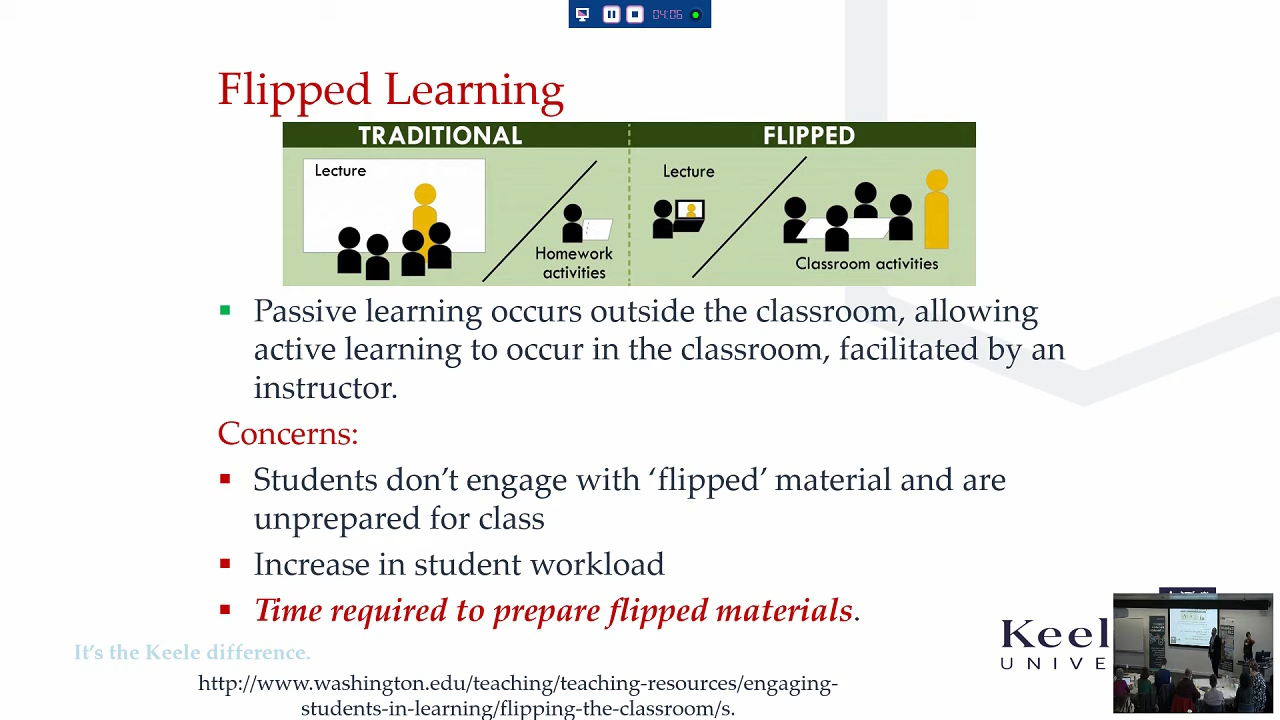 04:06
Flipped Learning
TRADITIONAL
FLIPPED
Lecture
Homework
activities
Lecture
Classroom activities
Passive learning occurs outside the classroom, allowing
active learning to occur in the classroom, facilitated by an
instructor.
Concerns:
Students don’t engage with ‘flipped’ material and are
unprepared for class
Increase in student workload
Time required to prepare flipped materials.
It's the Keele difference.
Keel
UNIVE
http://www.washington.edu/teaching/teaching-resources/engaging-
students-in-learning/flipping-the-classroom/s.